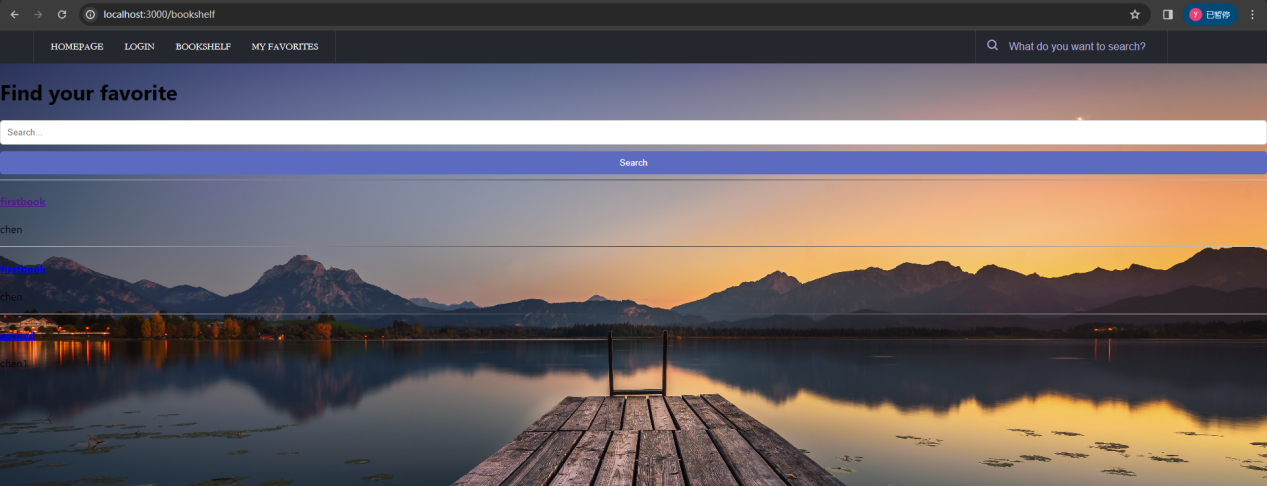 localhost:3000/bookshelf
y 已暂停
HOMEPAGE LOGIN BOOKSHELF MY FAVORITES What do you want to search?
Find your favorite
Search...
Search
firstbook
chen
firstbook
chen
chen1